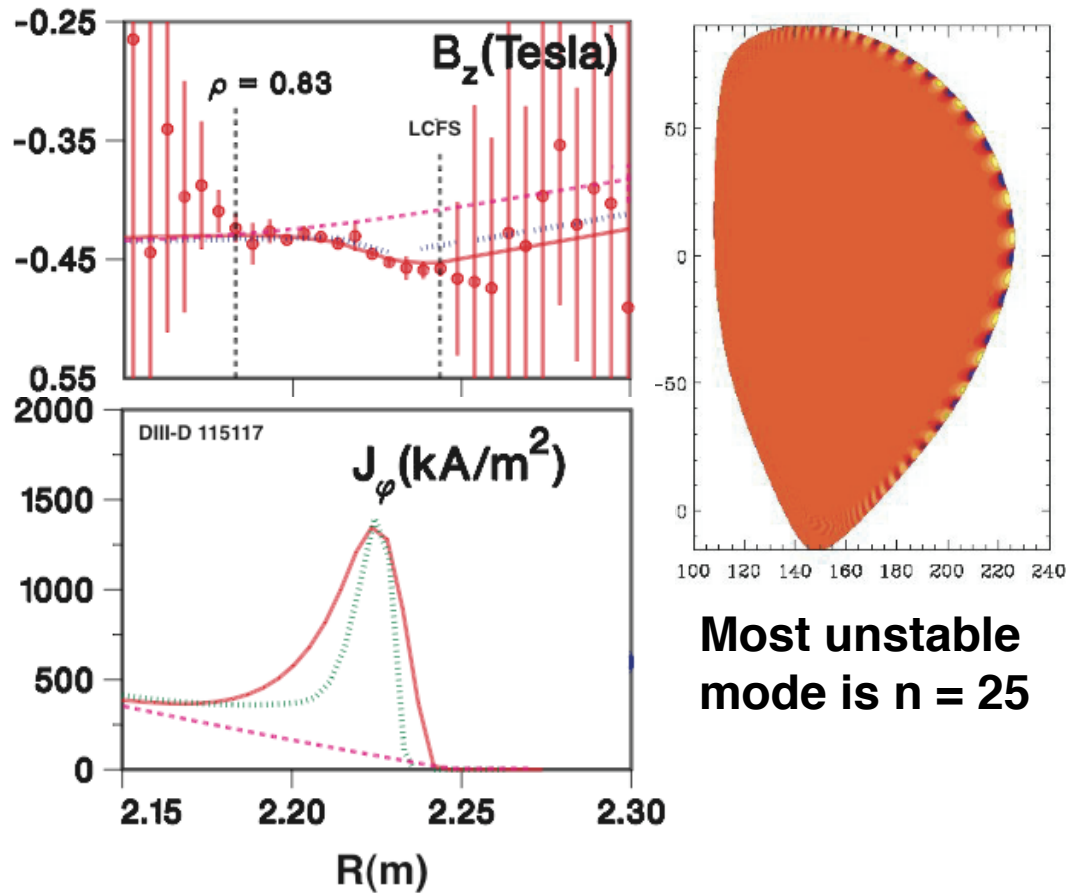 -0.25
-0.35
-0.45
0.55
B_z(Tesla)
ρ = 0.83
LCFS
2000
1500
1000
500
0
DIII-D 115117
J_φ(kA/m²)
2.15 2.20 2.25 2.30
R(m)
50
0
-50
0
100 120 140 160 180 200 220 240
Most unstable
mode is n = 25